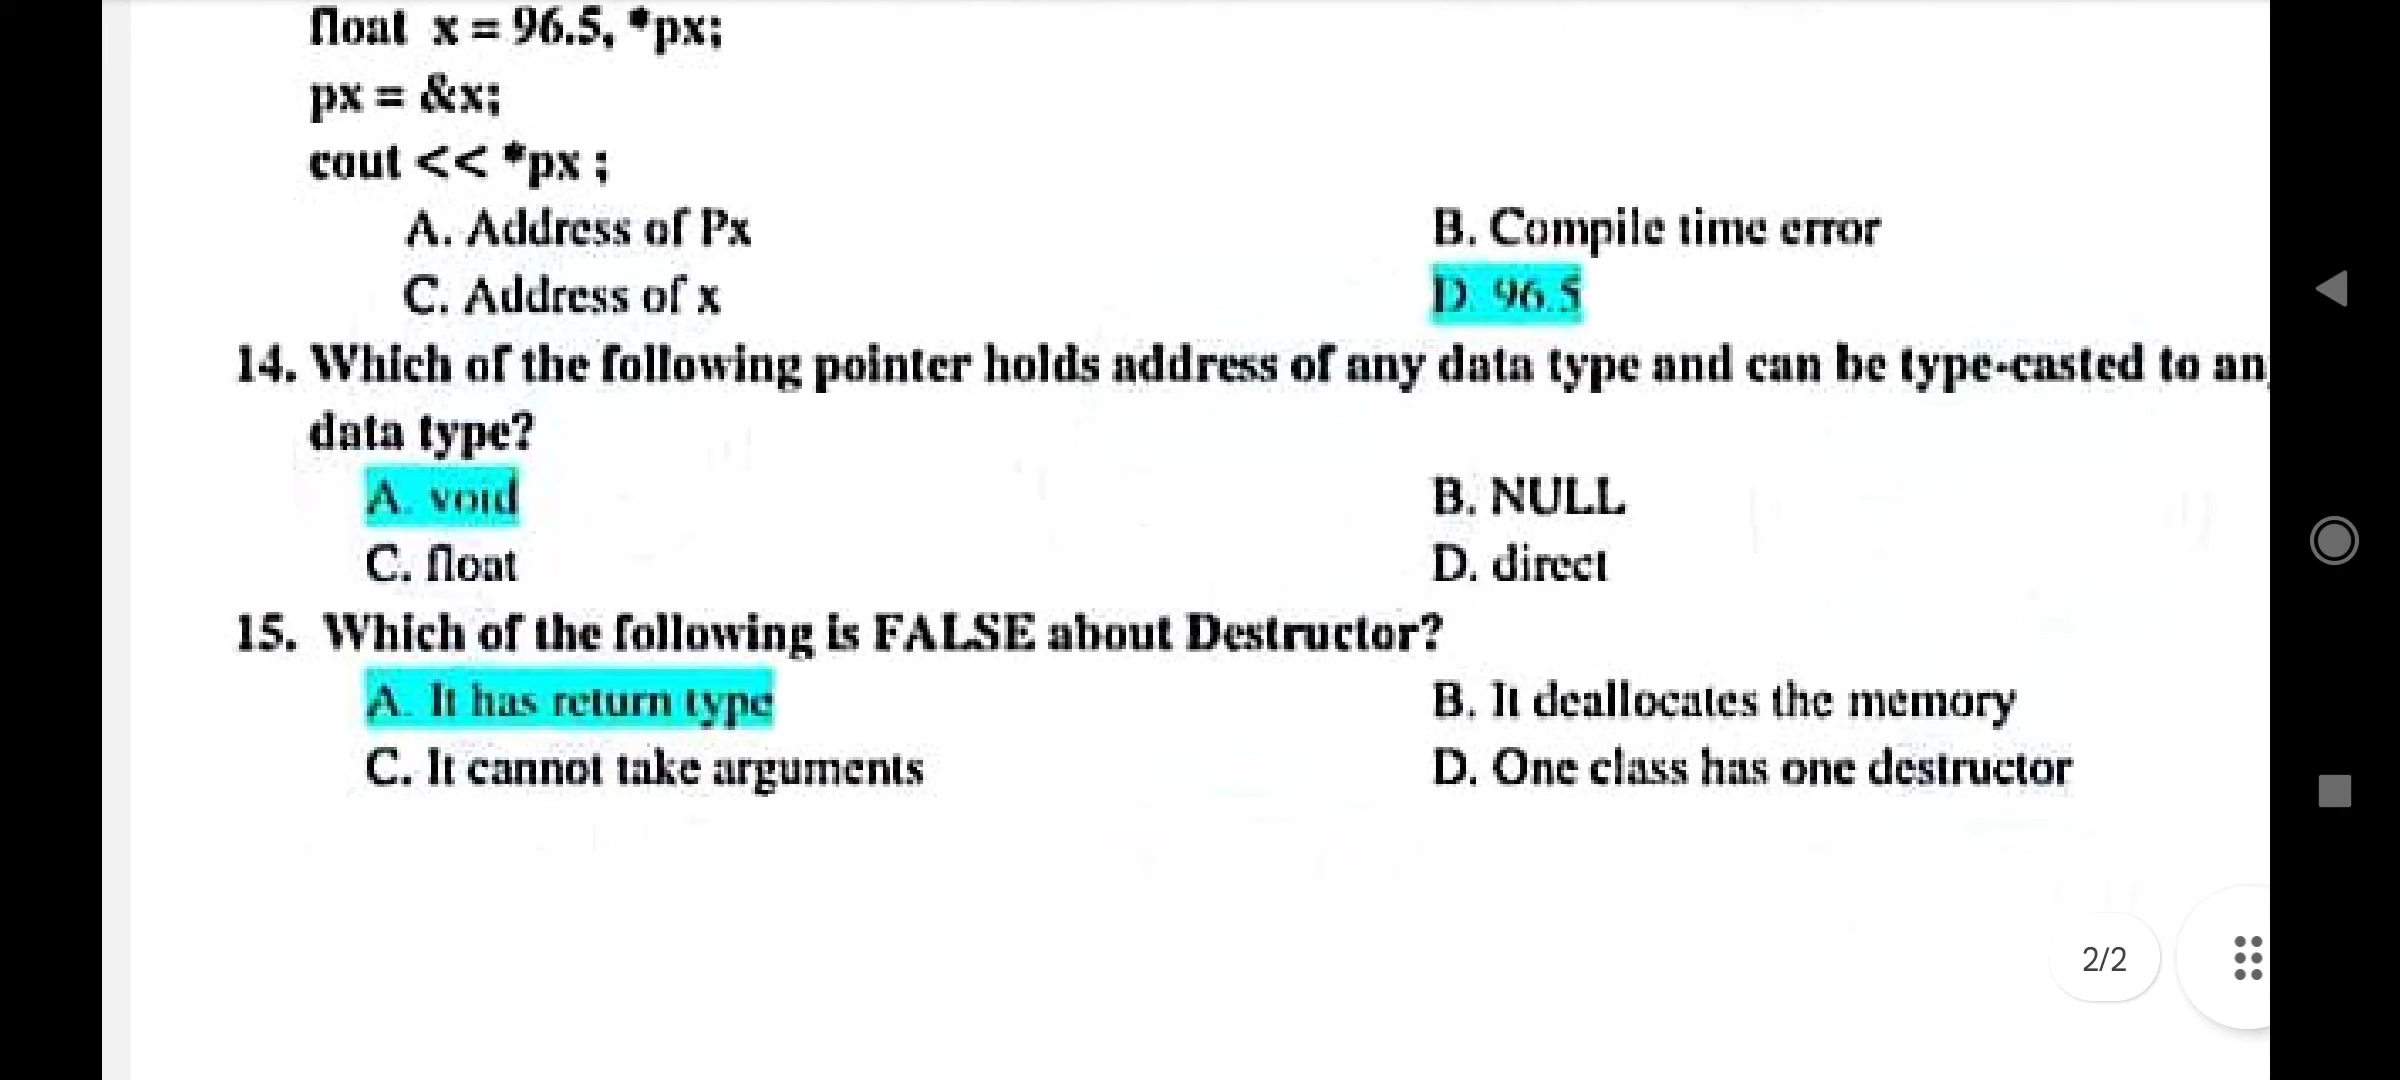 float x = 96.5, *px;
px = &x;
cout << *px ;
A. Address of Px
B. Compile time error
C. Address of x
D. 96.5
14. Which of the following pointer holds address of any data type and can be type-casted to an
data type?
A. void
B. NULL
C. float
D. direct
15. Which of the following is FALSE about Destructor?
A. It has return type
B. It deallocates the memory
C. It cannot take arguments
D. One class has one destructor
2/2